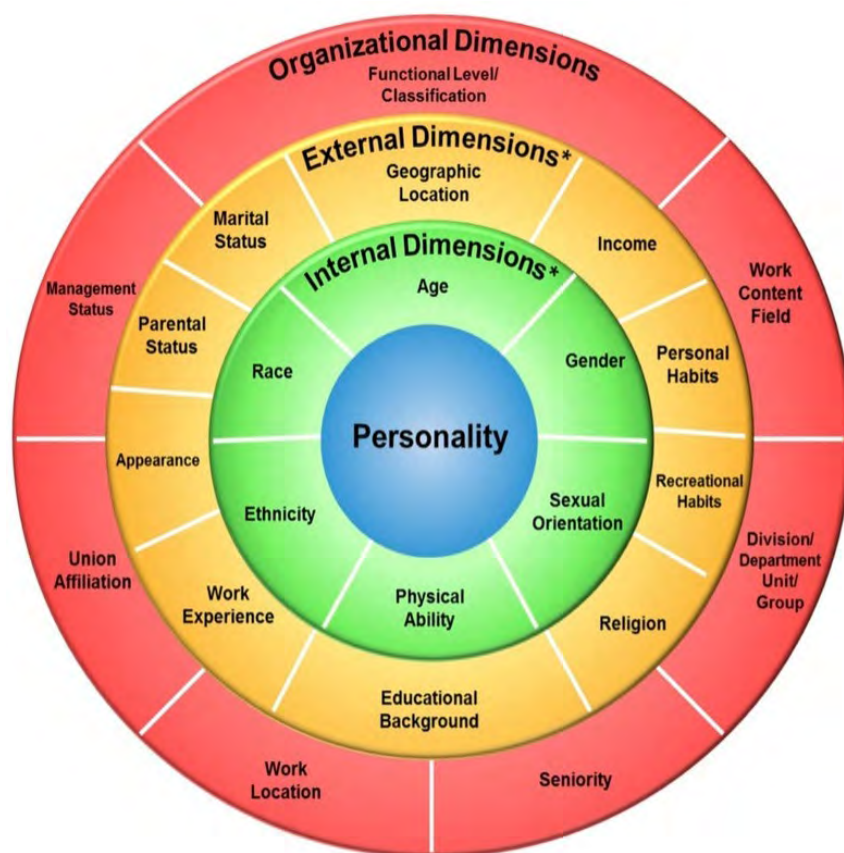 Organizational Dimensions
Functional Level/
Classification
External Dimensions*
Geographic
Location
Marital
Status
Income
Internal Dimensions*
Age
Management
Status
Work
Content
Field
Parental
Status
Personal
Habits
Race
Gender
Personality
Appearance
Recreational
Habits
Ethnicity
Sexual
Orientation
Union
Affiliation
Division/
Department
Unit/
Group
Work
Experience
Physical
Ability
Religion
Educational
Background
Work
Location
Seniority